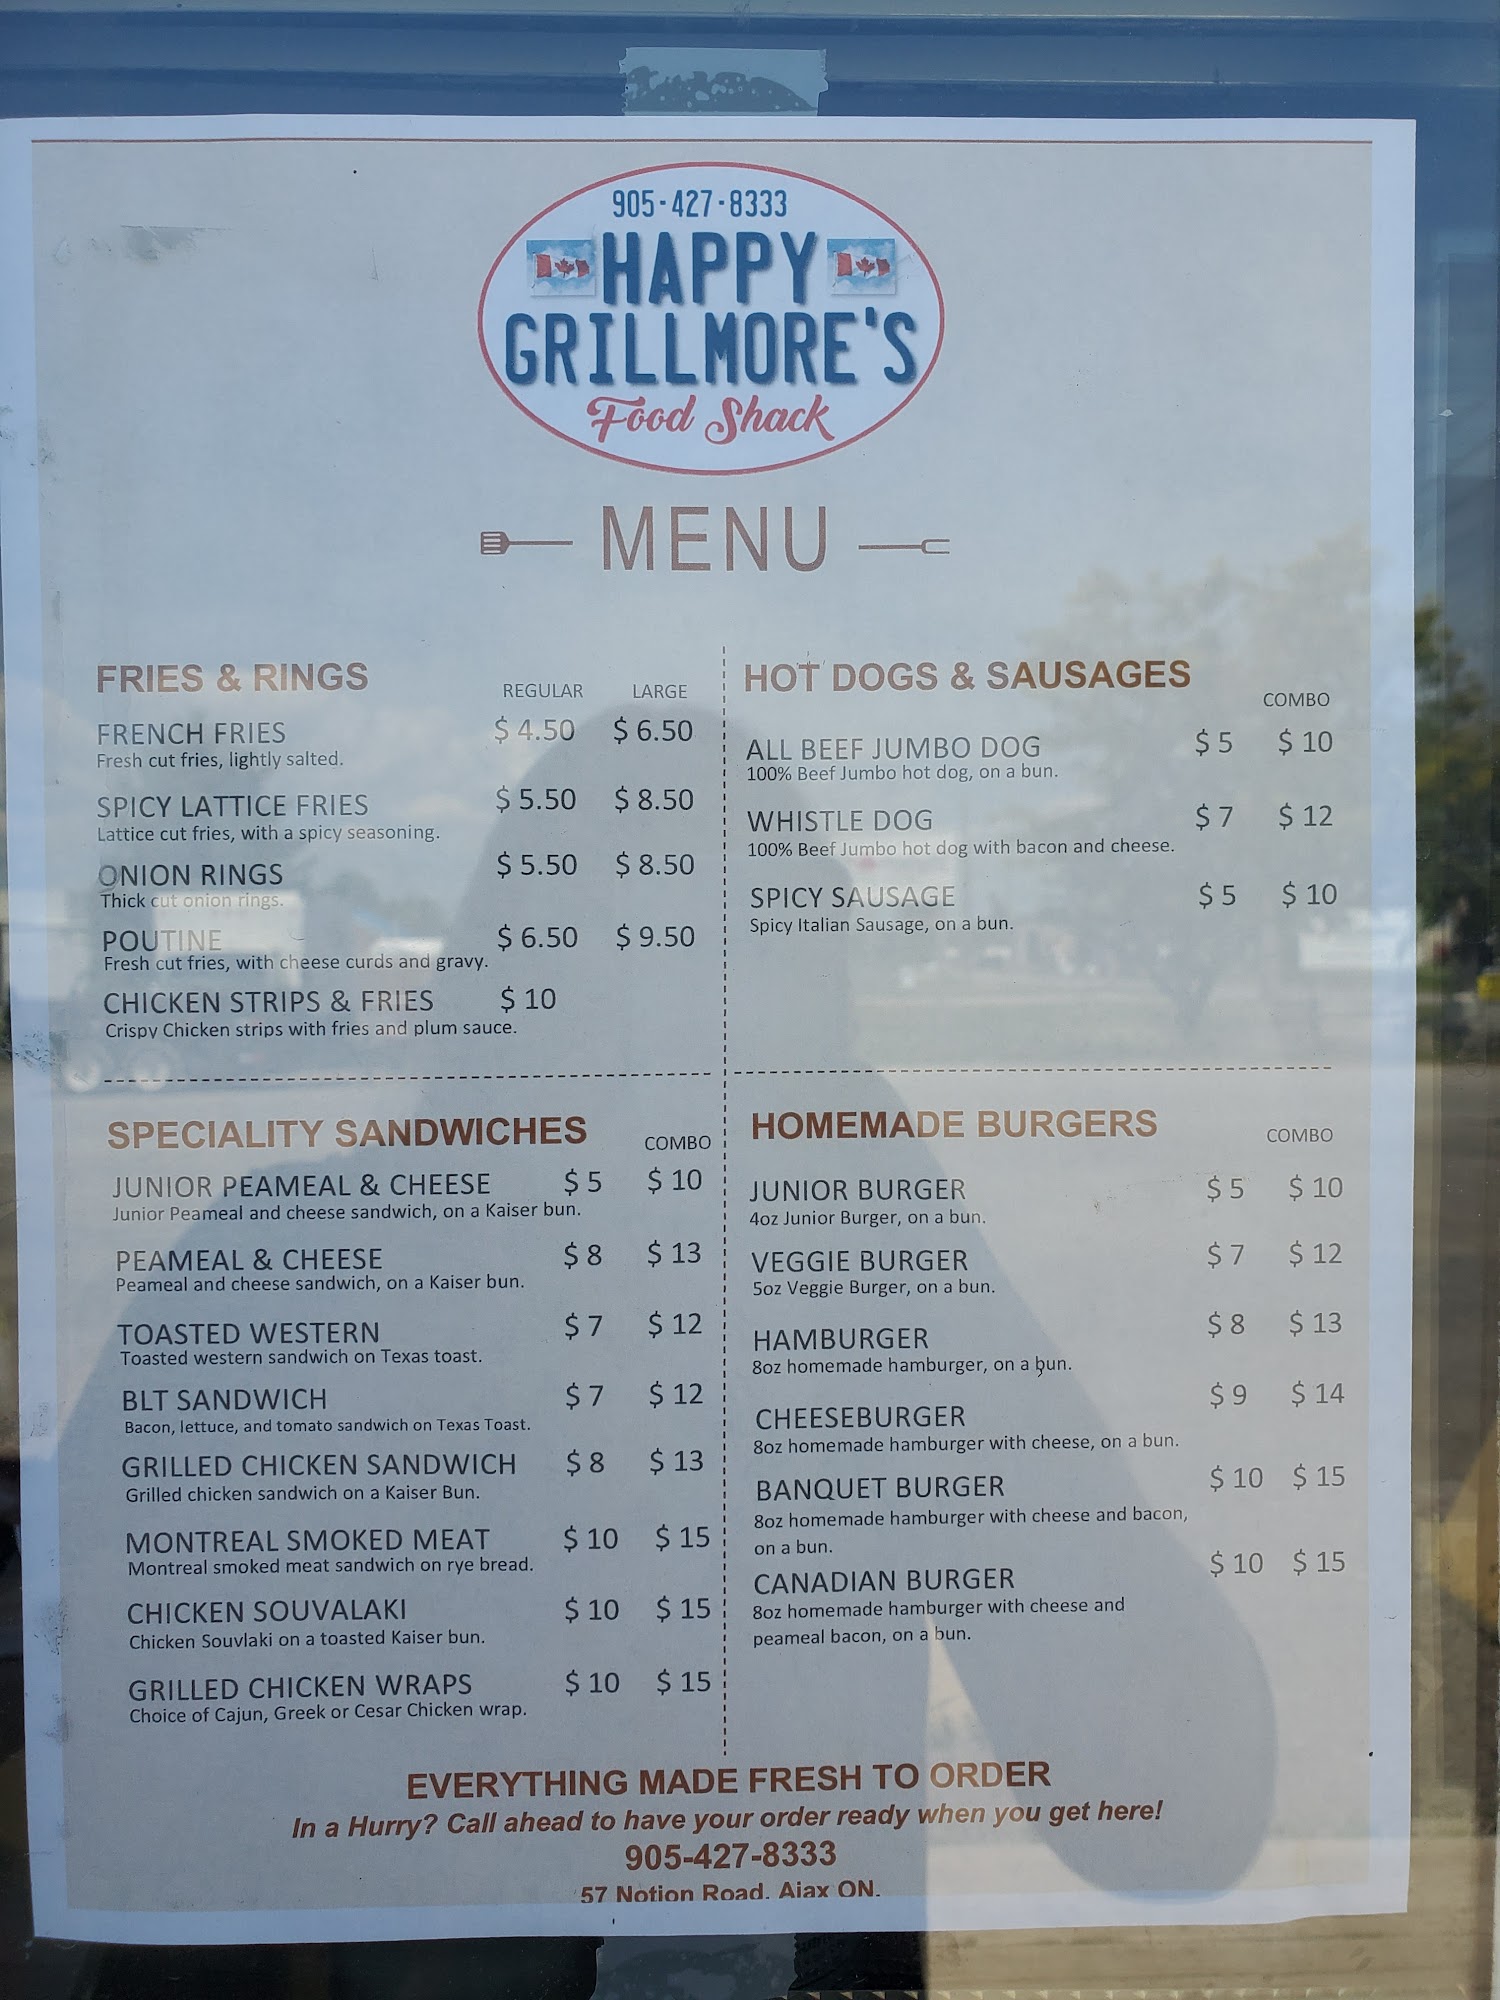 905-427-8333
HAPPY
GRILLMORE'S
Food Shack
MENU
FRIES & RINGS
REGULAR LARGE
FRENCH FRIES $ 4.50 $ 6.50
Fresh cut fries, lightly salted.
SPICY LATTICE FRIES $ 5.50 $ 8.50
Lattice cut fries, with a spicy seasoning.
ONION RINGS $ 5.50 $ 8.50
Thick cut onion rings.
POUTINE $ 6.50 $ 9.50
Fresh cut fries, with cheese curds and gravy.
CHICKEN STRIPS & FRIES $ 10
Crispy Chicken strips with fries and plum sauce.
HOT DOGS & SAUSAGES
COMBO
ALL BEEF JUMBO DOG $ 5 $ 10
100% Beef Jumbo hot dog, on a bun.
WHISTLE DOG $ 7 $ 12
100% Beef Jumbo hot dog with bacon and cheese.
SPICY SAUSAGE $ 5 $ 10
Spicy Italian Sausage, on a bun.
SPECIALITY SANDWICHES
COMBO
JUNIOR PEAMEAL & CHEESE $ 5 $ 10
Junior Peameal and cheese sandwich, on a Kaiser bun.
PEAMEAL & CHEESE $ 8 $ 13
Peameal and cheese sandwich, on a Kaiser bun.
TOASTED WESTERN $ 7 $ 12
Toasted western sandwich on Texas toast.
BLT SANDWICH $ 7 $ 12
Bacon, lettuce, and tomato sandwich on Texas Toast.
GRILLED CHICKEN SANDWICH $ 8 $ 13
Grilled chicken sandwich on a Kaiser Bun.
MONTREAL SMOKED MEAT $ 10 $ 15
Montreal smoked meat sandwich on rye bread.
CHICKEN SOUVALAKI $ 10 $ 15
Chicken Souvlaki on a toasted Kaiser bun.
GRILLED CHICKEN WRAPS $ 10 $ 15
Choice of Cajun, Greek or Cesar Chicken wrap.
HOMEMADE BURGERS
COMBO
JUNIOR BURGER $ 5 $ 10
4oz Junior Burger, on a bun.
VEGGIE BURGER $ 7 $ 12
5oz Veggie Burger, on a bun.
HAMBURGER $ 8 $ 13
8oz homemade hamburger, on a bun.
CHEESEBURGER $ 9 $ 14
8oz homemade hamburger with cheese, on a bun.
BANQUET BURGER $ 10 $ 15
8oz homemade hamburger with cheese and bacon,
on a bun.
CANADIAN BURGER $ 10 $ 15
8oz homemade hamburger with cheese and
peameal bacon, on a bun.
EVERYTHING MADE FRESH TO ORDER
In a Hurry? Call ahead to have your order ready when you get here!
905-427-8333
57 Notion Road. Ajax ON.